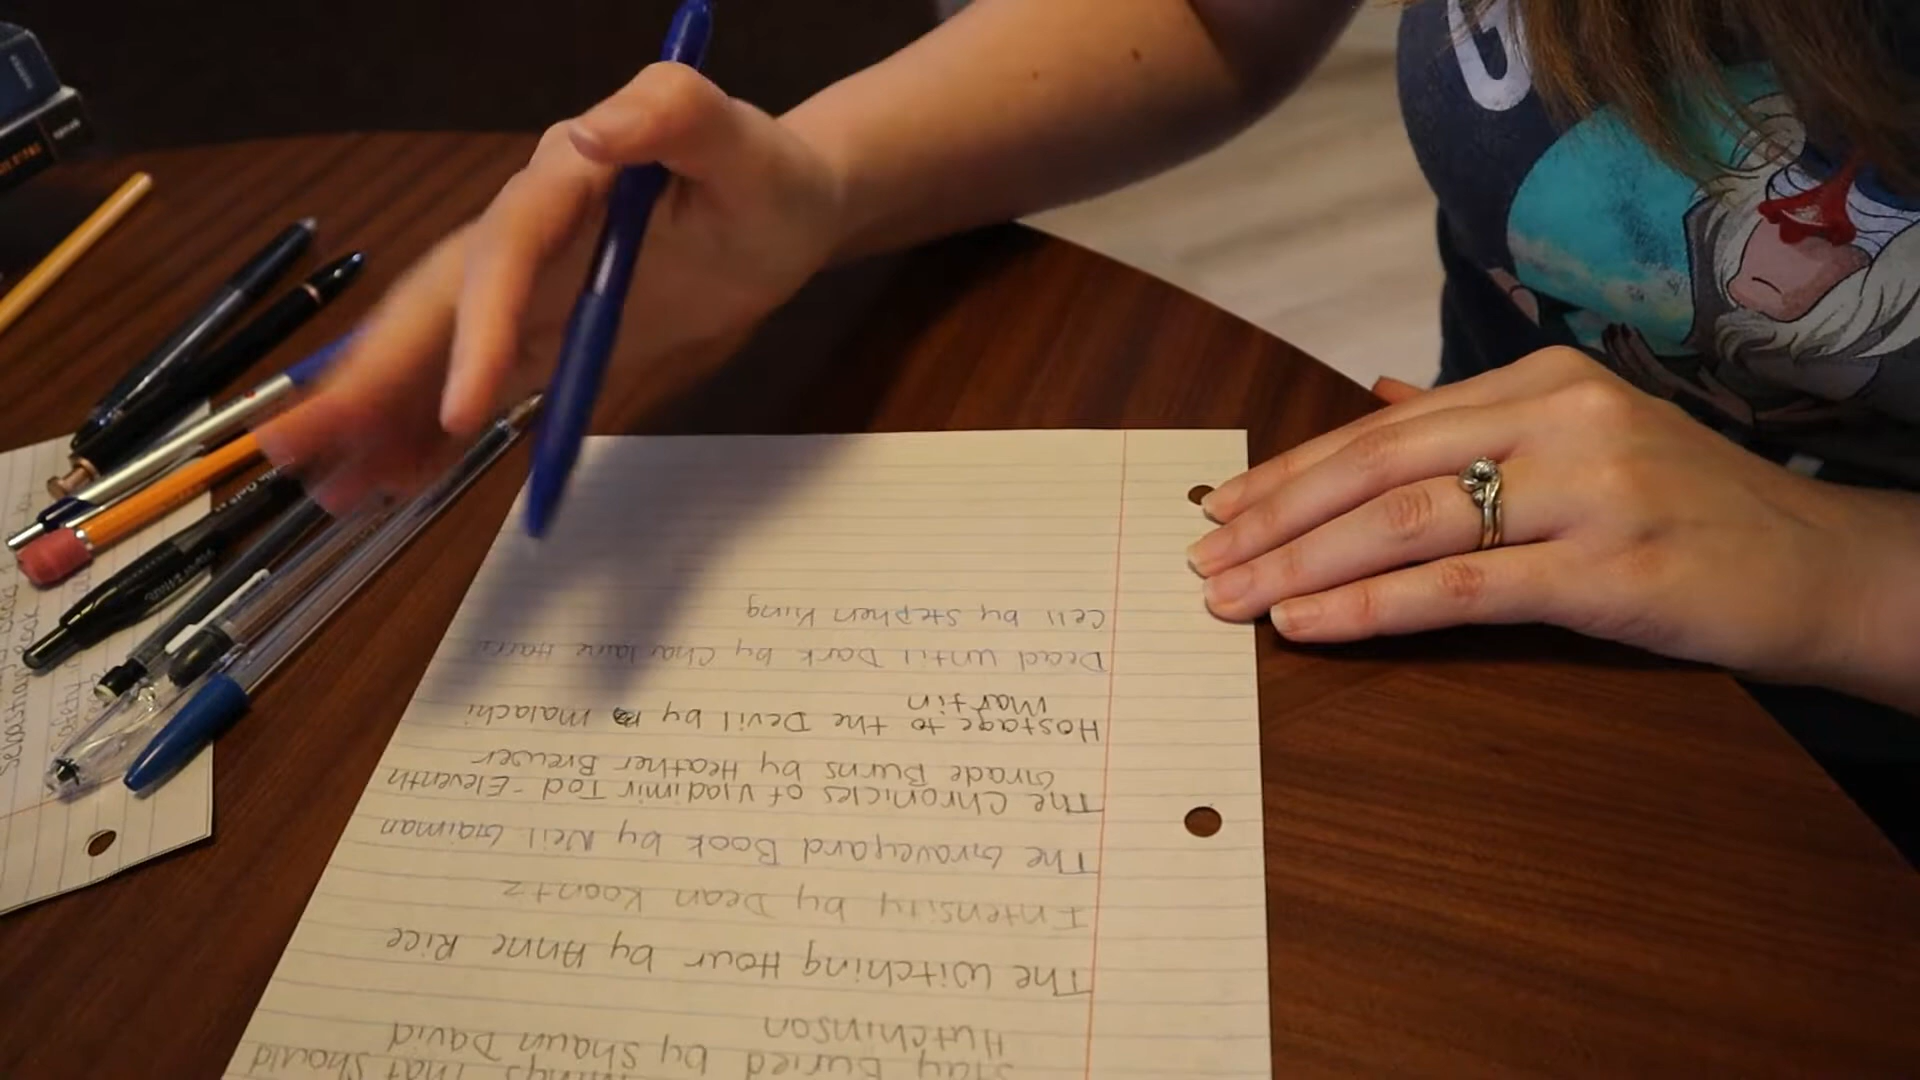 Things That Should
Stay Buried by Shaun David
Hutchinson
The Witching Hour by Anne Rice
Intensity by Dean Koontz
The Graveyard Book by Neil Gaiman
The Chronicles of Vladimir Tod - Eleventh
Grade Burns by Heather Brewer
Hostage to the Devil by Malachi
Martin
Dead Until Dark by Charlaine Harris
Cell by Stephen King